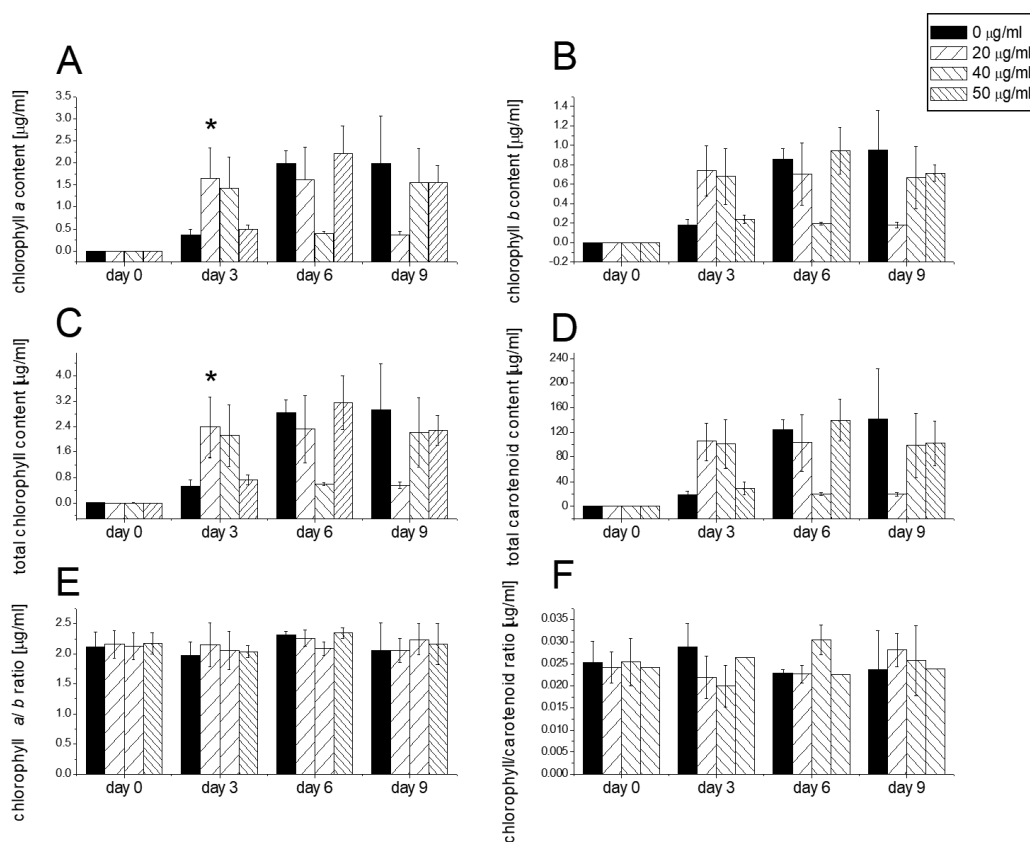 0 μg/ml
20 μg/ml
40 μg/ml
50 μg/ml
A
chlorophyll a content [μg/ml]
3.5
3.0
2.5
2.0
1.5
1.0
0.5
0.0
*
day 0 day 3 day 6 day 9
B
chlorophyll b content [μg/ml]
1.4
1.2
1.0
0.8
0.6
0.4
0.2
0.0
-0.2
day 0 day 3 day 6 day 9
C
total chlorophyll content [μg/ml]
4.0
3.2
2.4
1.6
0.8
0.0
*
day 0 day 3 day 6 day 9
D
total carotenoid content [μg/ml]
240
200
160
120
80
40
20
0
day 0 day 3 day 6 day 9
E
chlorophyll a/ b ratio [μg/ml]
2.5
2.0
1.5
1.0
0.5
0.0
day 0 day 3 day 6 day 9
F
chlorophyll/carotenoid ratio [μg/ml]
0.035
0.030
0.025
0.020
0.015
0.010
0.005
0.000
day 0 day 3 day 6 day 9